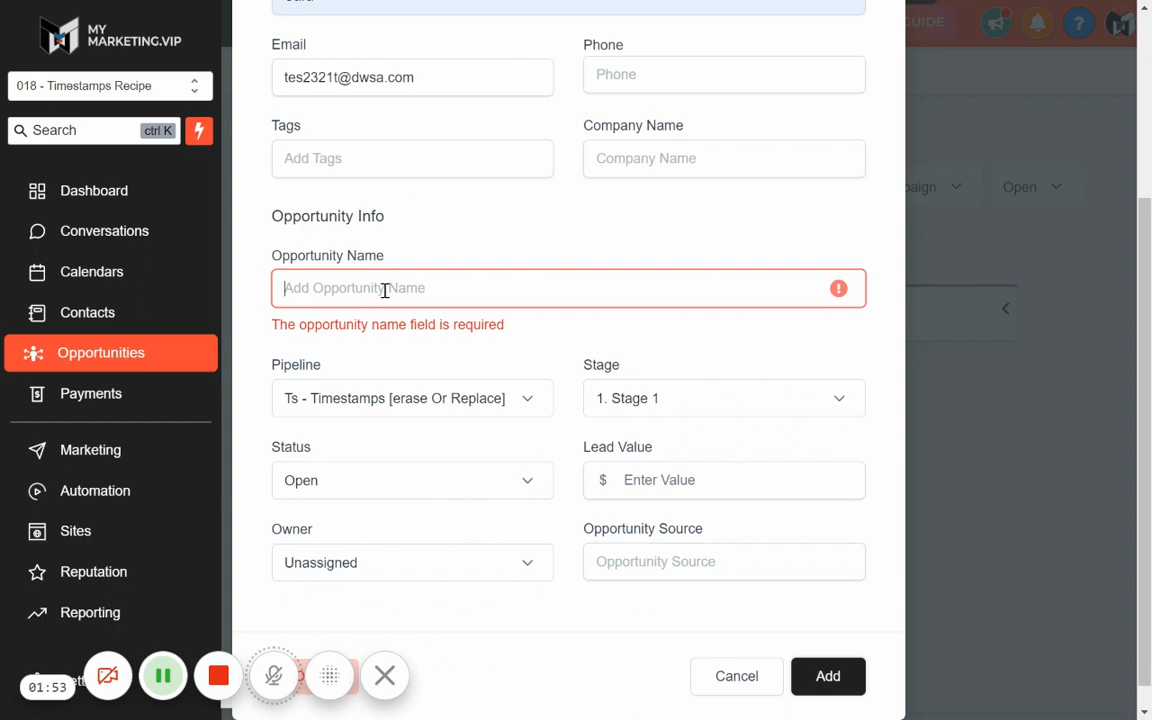 MY
MARKETING.VIP
018 - Timestamps Recipe
Search
ctrl K
Dashboard
Conversations
Calendars
Contacts
Opportunities
Payments
Marketing
Automation
Sites
Reputation
Reporting
01:53
Email
tes2321t@dwsa.com
Phone
Phone
Tags
Add Tags
Company Name
Company Name
Opportunity Info
Opportunity Name
Add Opportunity Name
The opportunity name field is required
Pipeline
Ts - Timestamps [erase Or Replace]
Stage
1. Stage 1
Status
Open
Lead Value
$ Enter Value
Owner
Unassigned
Opportunity Source
Opportunity Source
Cancel
Add
GUIDE
?
paign
Open